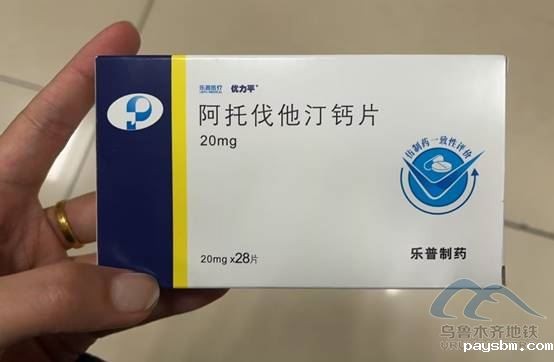 乐普医疗 优力平®
LEPU MEDICAL
阿托伐他汀钙片
20mg
仿制药一致性评价
20mg x28片
乐普制药
乌鲁木齐地铁
paysbm.com